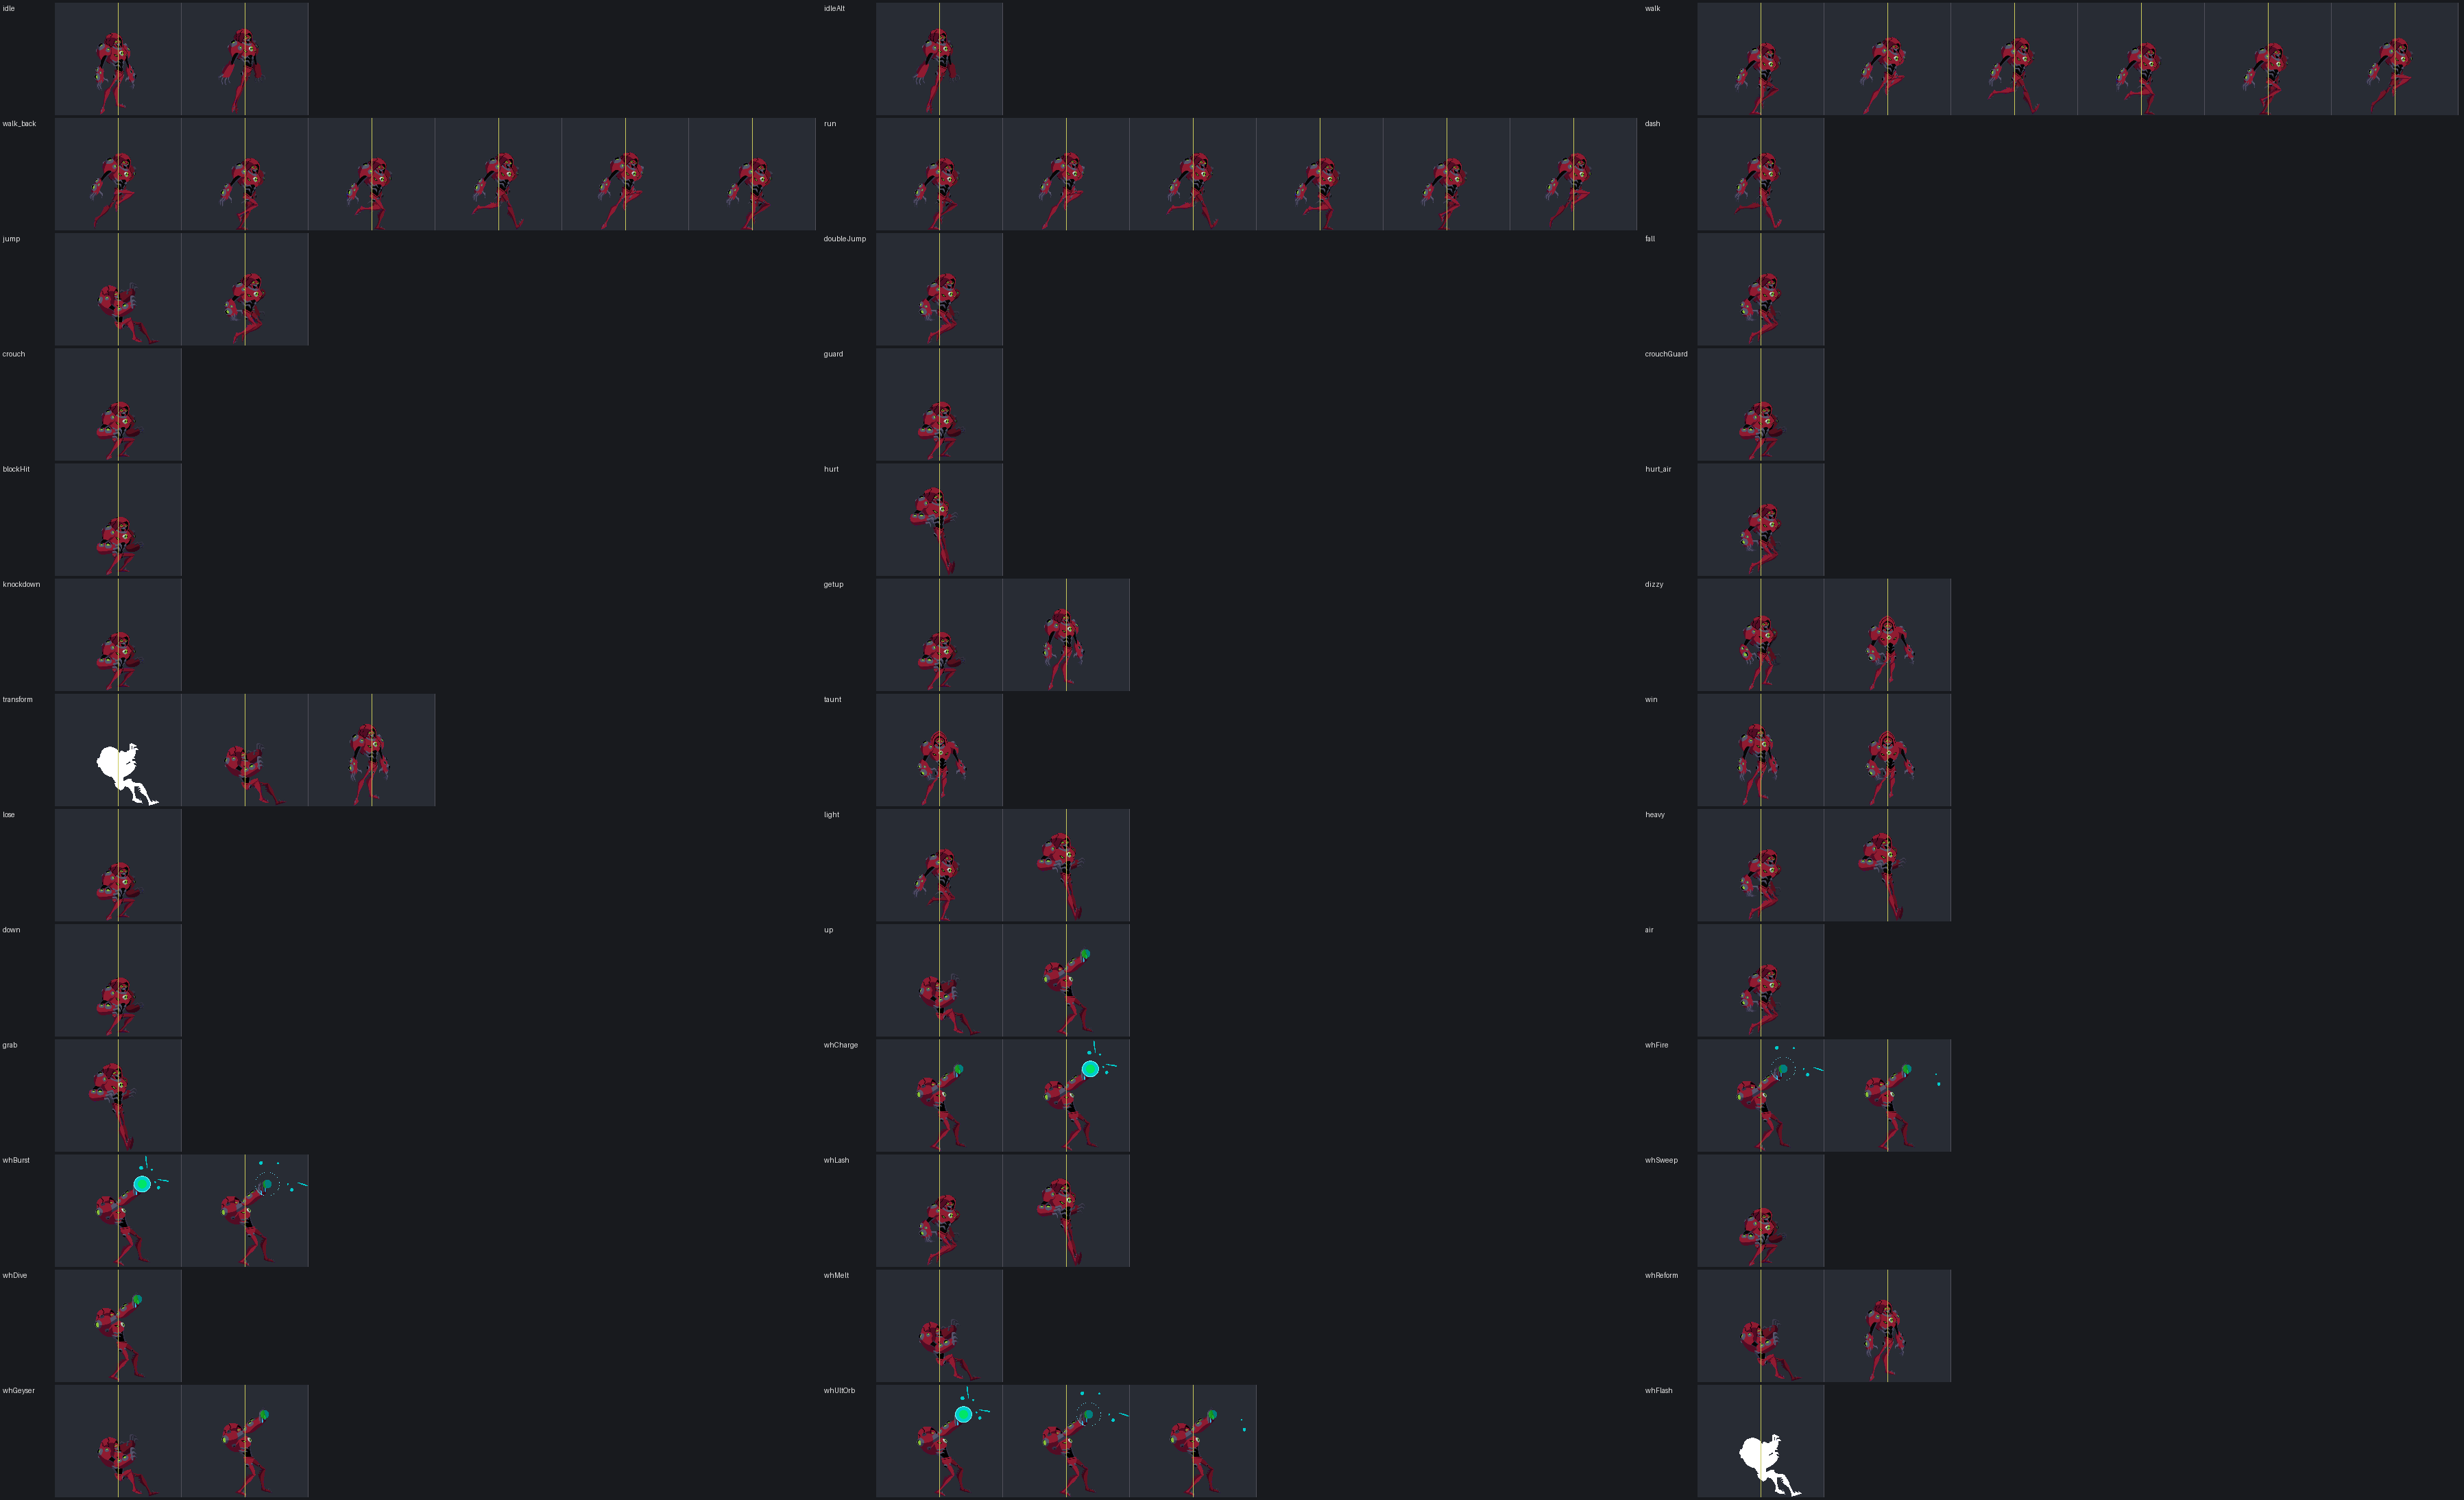 idle
idleAlt
walk
walk_back
run
dash
jump
doubleJump
fall
crouch
guard
crouchGuard
blockHit
hurt
hurt_air
knockdown
getup
dizzy
transform
taunt
win
lose
light
heavy
down
up
air
grab
whCharge
whFire
whBurst
whLash
whSweep
whDive
whMelt
whReform
whGeyser
whUltOrb
whFlash